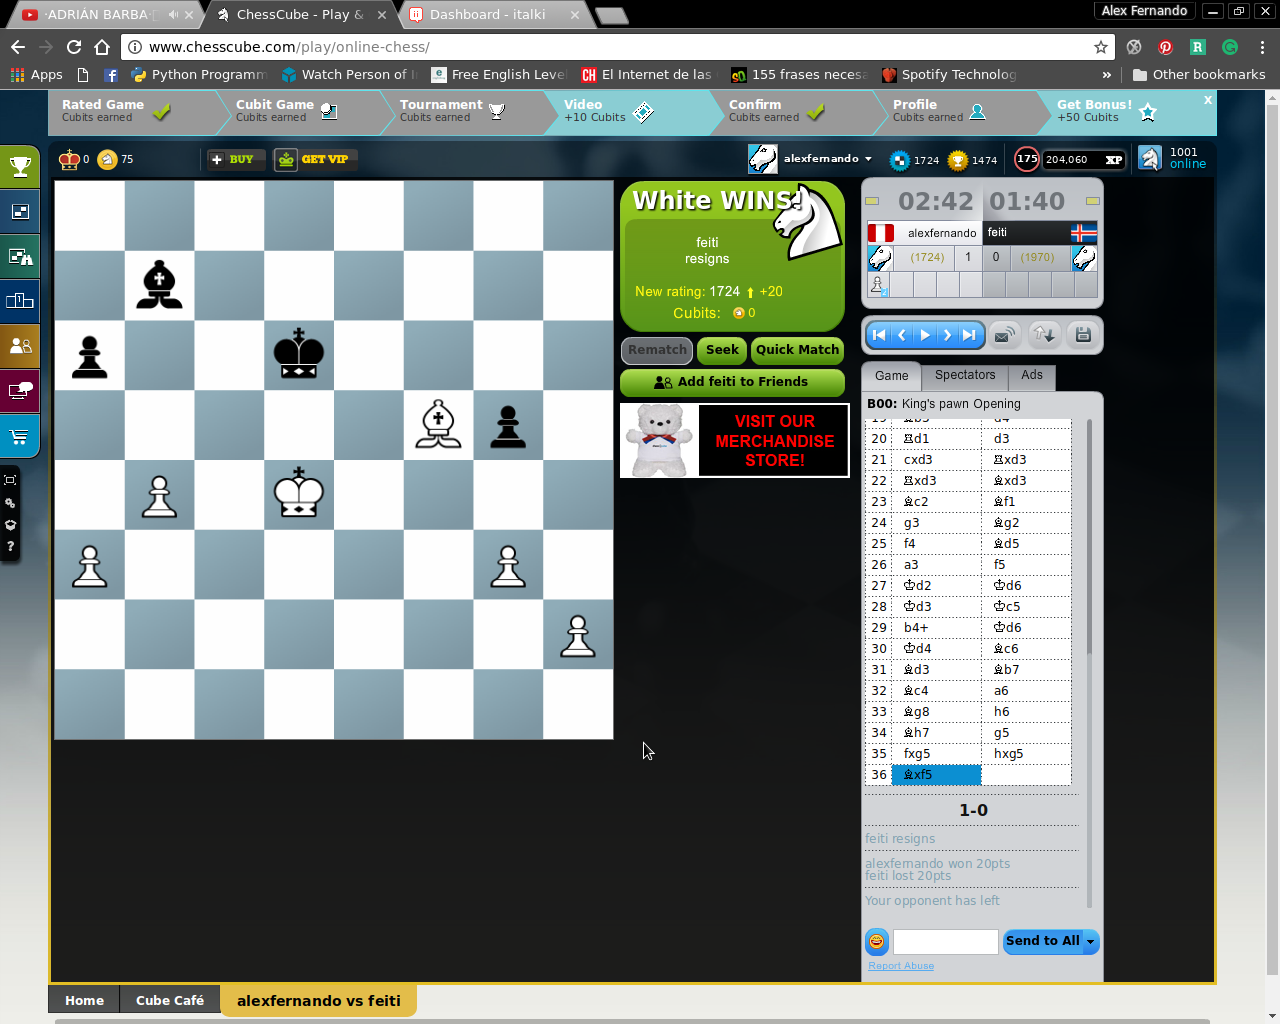 ·ADRIÁN BARBA·
ChessCube - Play &
Dashboard - italki
Alex Fernando
www.chesscube.com/play/online-chess/
Apps
Python Programm
Watch Person of I
Free English Leve
El Internet de las
155 frases neces
Spotify Technolog
»
Other bookmarks
Rated Game
Cubits earned
Cubit Game
Cubits earned
Tournament
Cubits earned
Video
+10 Cubits
Confirm
Cubits earned
Profile
Cubits earned
Get Bonus!
+50 Cubits
x
0
75
+ BUY
GET VIP
alexfernando
1724
1474
175
204,060 XP
1001
online
White WINS!
feiti
resigns
New rating: 1724 +20
Cubits: 0
Rematch
Seek
Quick Match
Add feiti to Friends
VISIT OUR
MERCHANDISE
STORE!
02:42 01:40
alexfernando feiti
(1724) 1 0 (1970)
Game
Spectators
Ads
B00: King's pawn Opening
20 ♖d1 d3
21 cxd3 ♖xd3
22 ♖xd3 ♗xd3
23 ♗c2 ♗f1
24 g3 ♗g2
25 f4 ♗d5
26 a3 f5
27 ♔d2 ♔d6
28 ♔d3 ♔c5
29 b4+ ♔d6
30 ♔d4 ♗c6
31 ♗d3 ♗b7
32 ♗c4 a6
33 ♗g8 h6
34 ♗h7 g5
35 fxg5 hxg5
36 ♗xf5
1-0
feiti resigns
alexfernando won 20pts
feiti lost 20pts
Your opponent has left
Send to All
Report Abuse
Home
Cube Café
alexfernando vs feiti